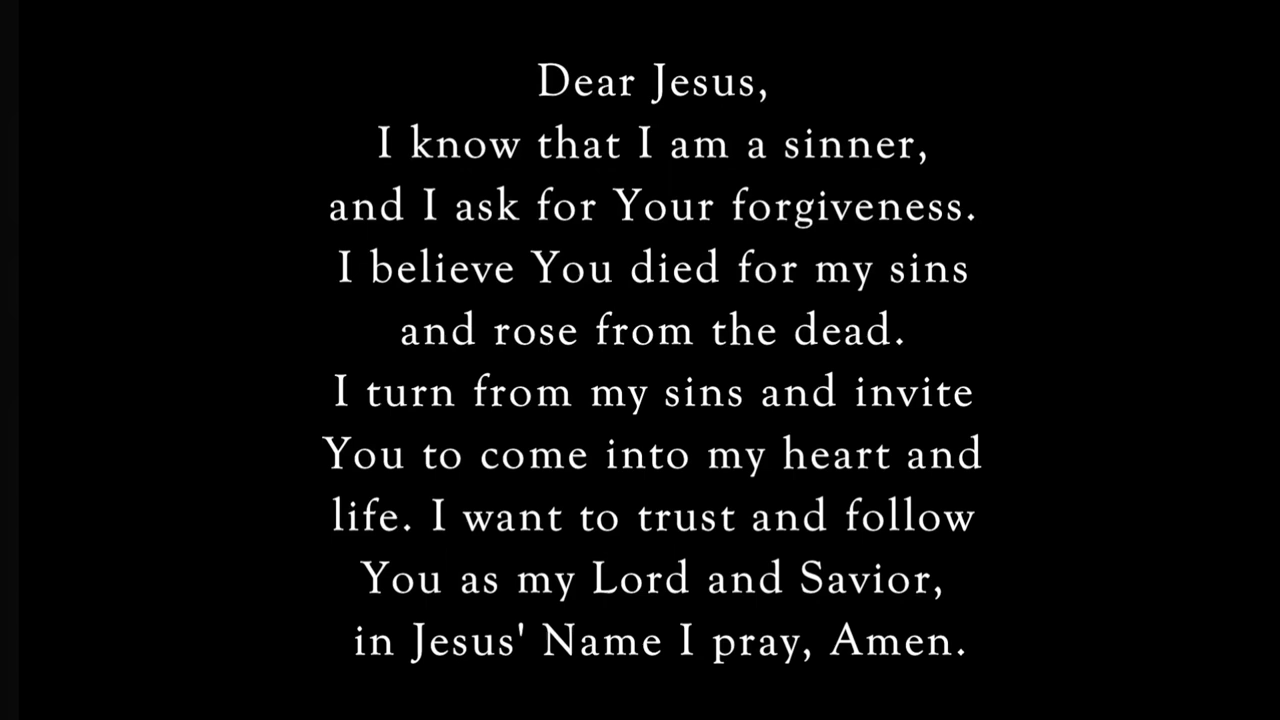 Dear Jesus,
I know that I am a sinner,
and I ask for Your forgiveness.
I believe You died for my sins
and rose from the dead.
I turn from my sins and invite
You to come into my heart and
life. I want to trust and follow
You as my Lord and Savior,
in Jesus' Name I pray, Amen.